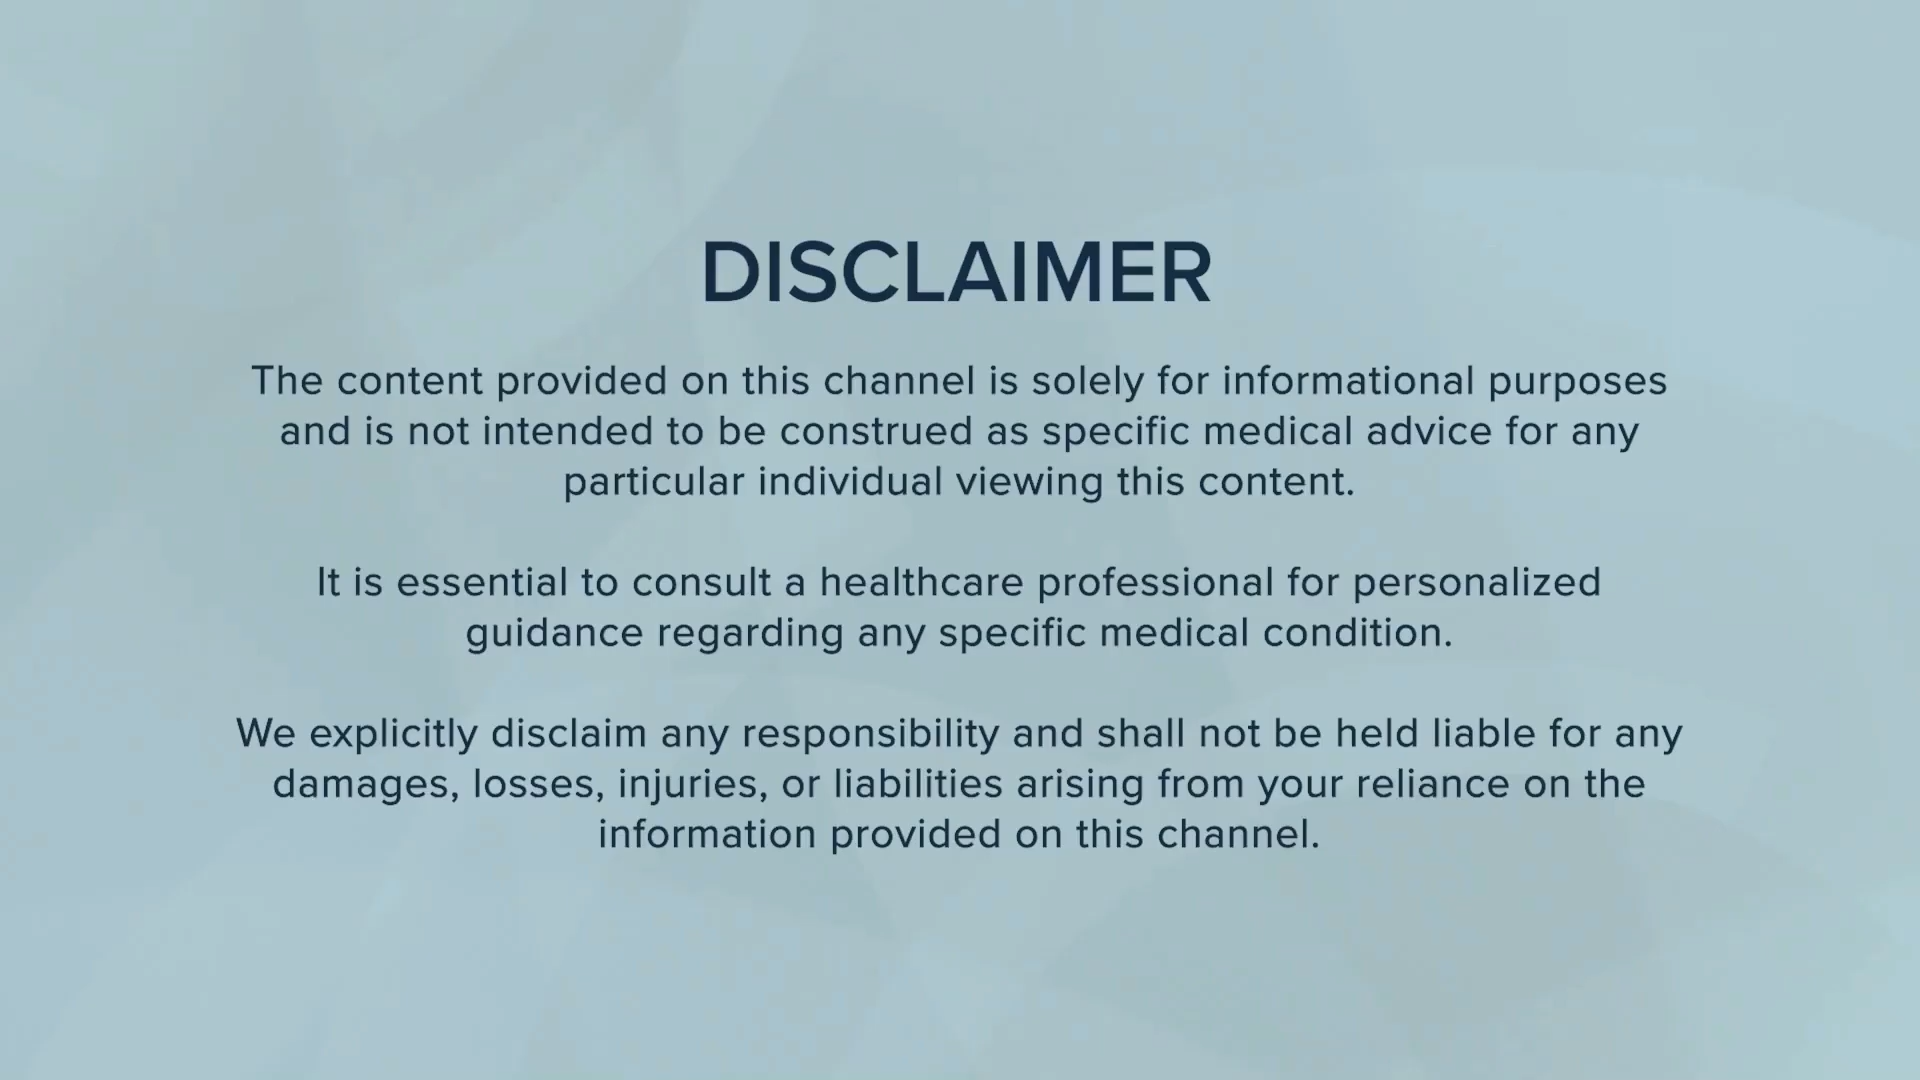 DISCLAIMER
The content provided on this channel is solely for informational purposes
and is not intended to be construed as specific medical advice for any
particular individual viewing this content.
It is essential to consult a healthcare professional for personalized
guidance regarding any specific medical condition.
We explicitly disclaim any responsibility and shall not be held liable for any
damages, losses, injuries, or liabilities arising from your reliance on the
information provided on this channel.